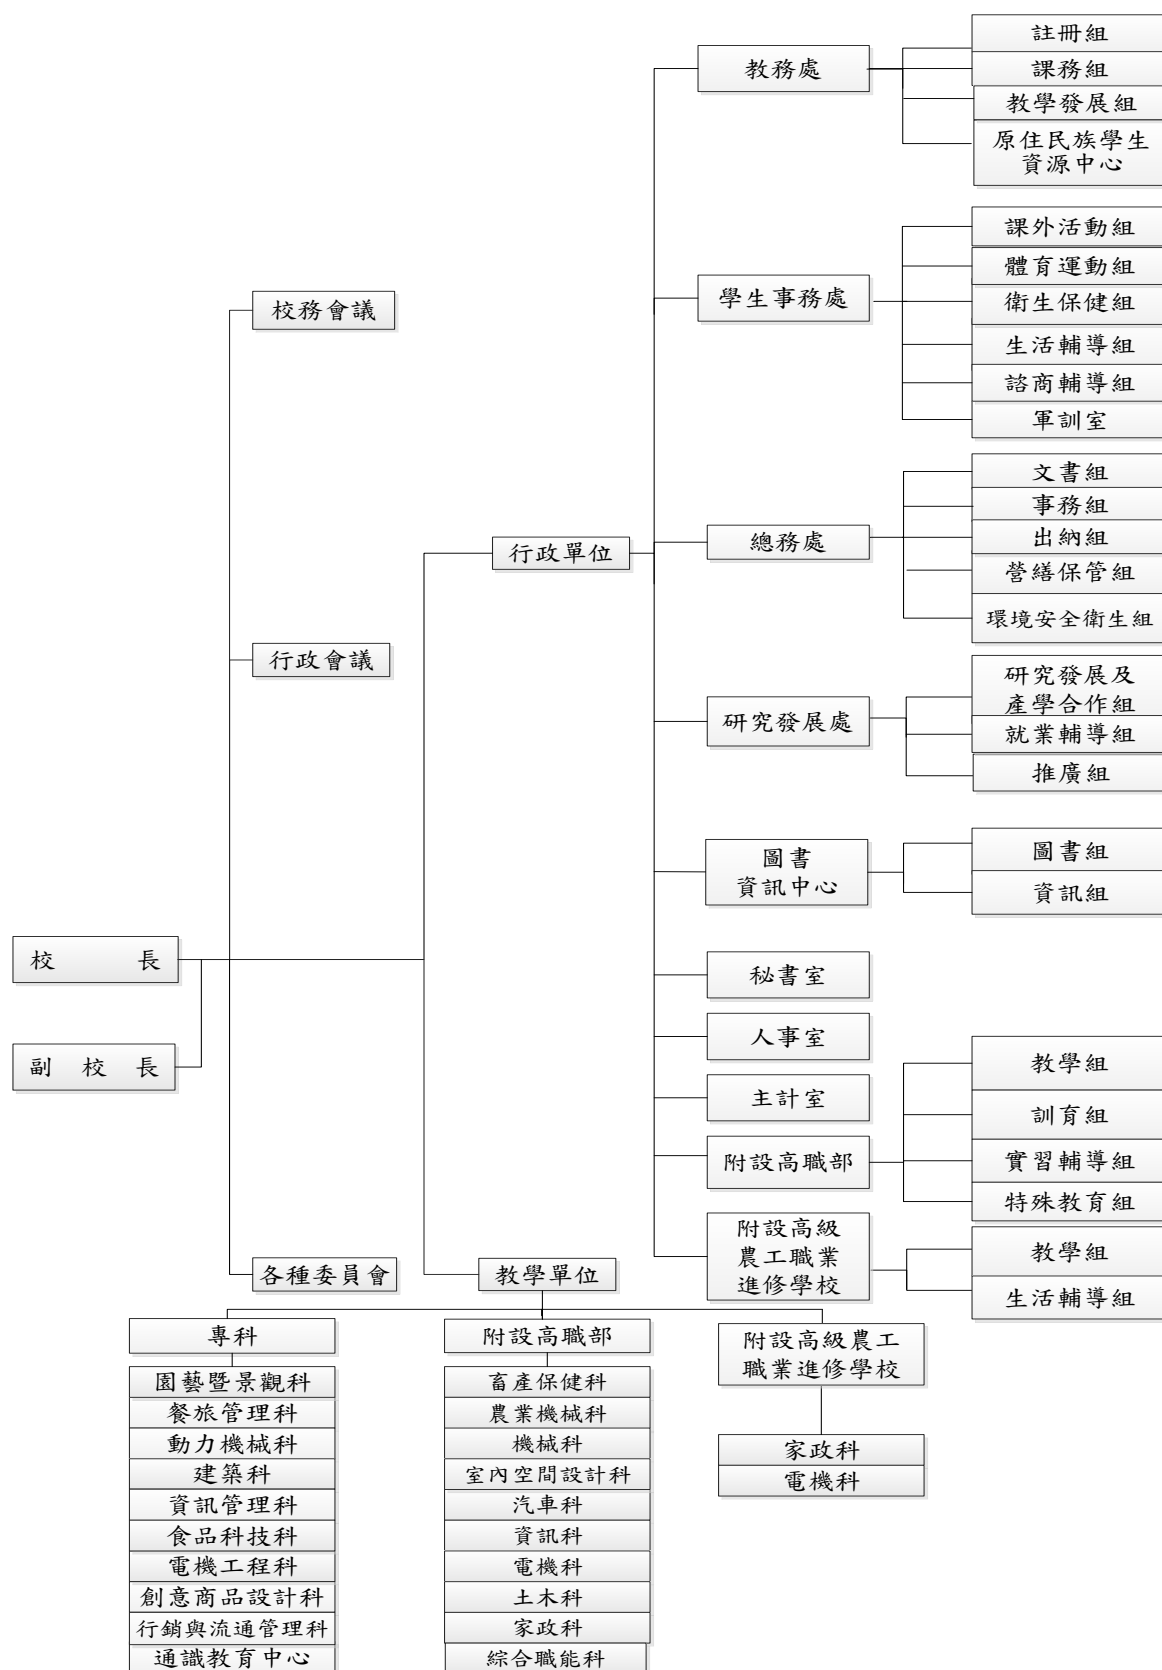 校長
副校長
校務會議
行政會議
各種委員會
行政單位
教務處
註冊組
課務組
教學發展組
原住民族學生
資源中心
學生事務處
課外活動組
體育運動組
衛生保健組
生活輔導組
諮商輔導組
軍訓室
總務處
文書組
事務組
出納組
營繕保管組
環境安全衛生組
研究發展處
研究發展及
產學合作組
就業輔導組
推廣組
圖書
資訊中心
圖書組
資訊組
秘書室
人事室
主計室
附設高職部
教學組
訓育組
實習輔導組
特殊教育組
附設高級
農工職業
進修學校
教學組
生活輔導組
教學單位
專科
園藝暨景觀科
餐旅管理科
動力機械科
建築科
資訊管理科
食品科技科
電機工程科
創意商品設計科
行銷與流通管理科
通識教育中心
附設高職部
畜產保健科
農業機械科
機械科
室內空間設計科
汽車科
資訊科
電機科
土木科
家政科
綜合職能科
附設高級農工
職業進修學校
家政科
電機科